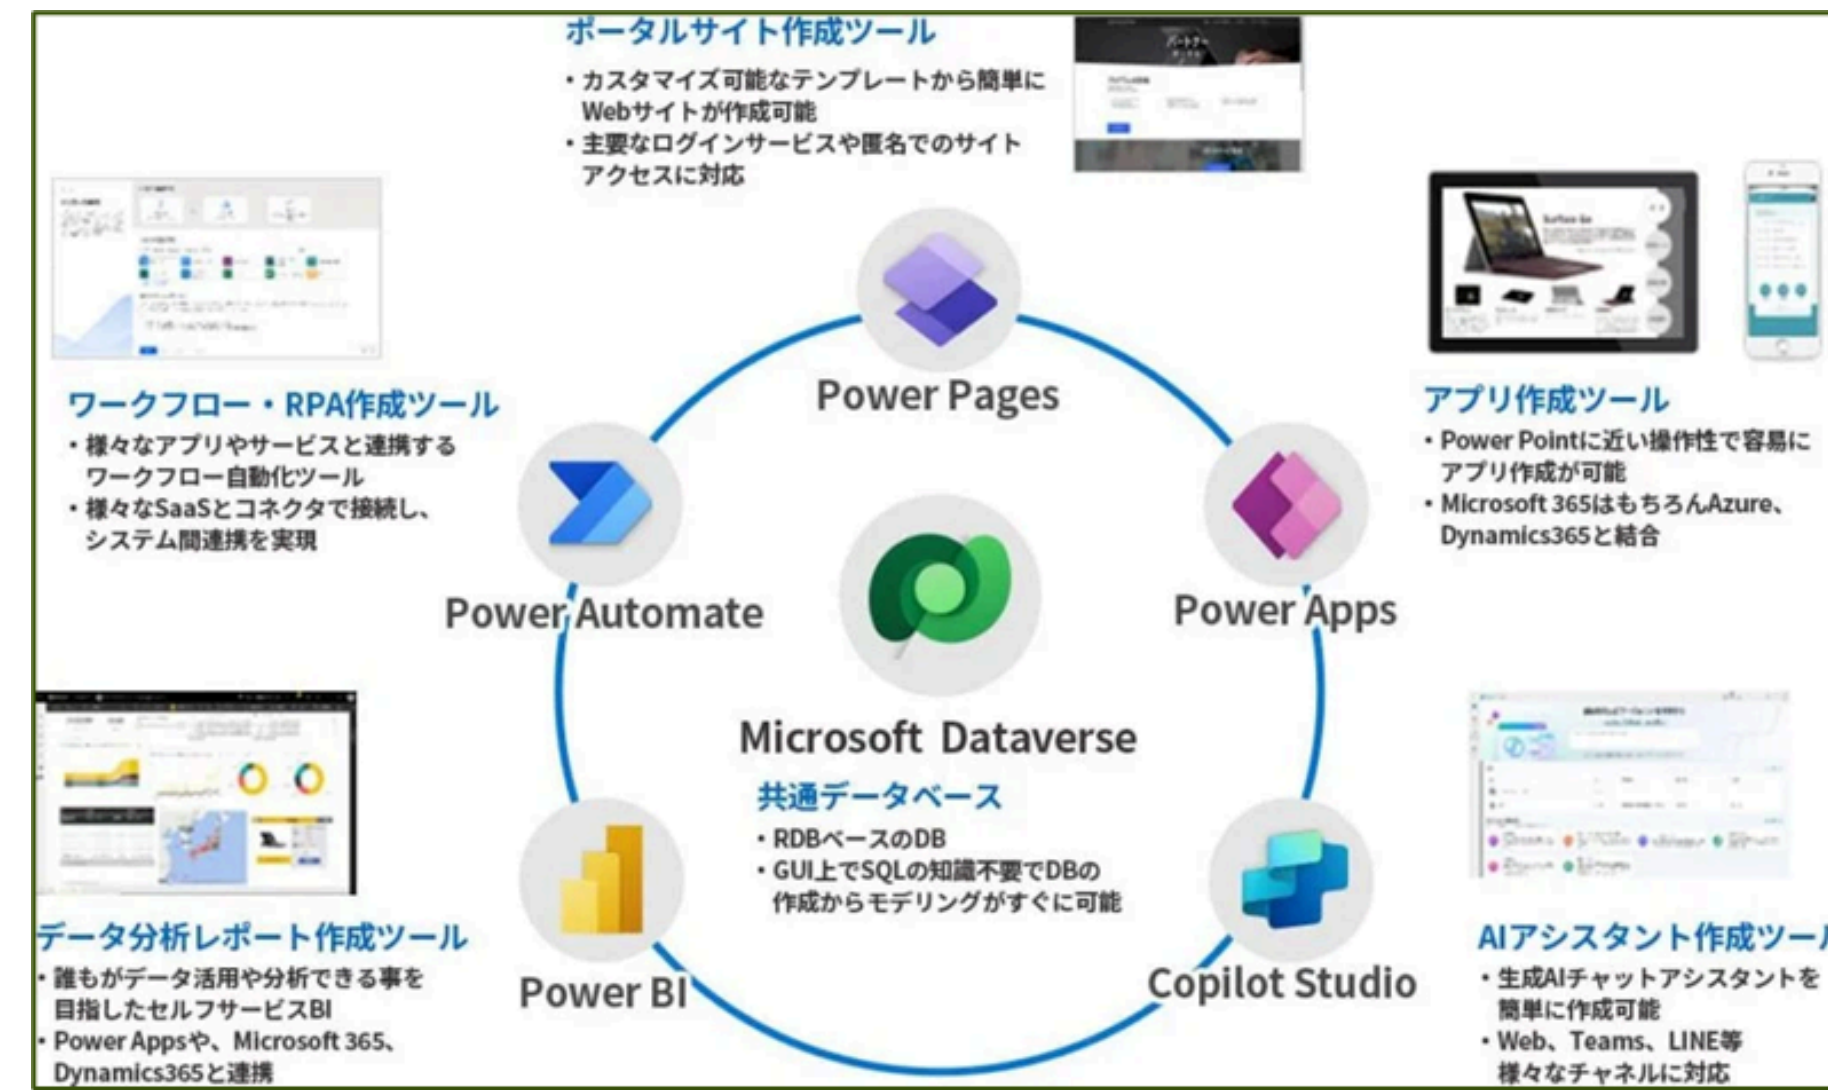 ポータルサイト作成ツール
・カスタマイズ可能なテンプレートから簡単に
Webサイトが作成可能
・主要なログインサービスや匿名でのサイト
アクセスに対応
パートナー
Power Pages
ワークフロー・RPA作成ツール
・様々なアプリやサービスと連携する
ワークフロー自動化ツール
・様々なSaaSとコネクタで接続し、
システム間連携を実現
Power Automate
Surface Go
アプリ作成ツール
・Power Pointに近い操作性で容易に
アプリ作成が可能
・Microsoft 365はもちろんAzure、
Dynamics365と結合
Power Apps
Microsoft Dataverse
共通データベース
・RDBベースのDB
・GUI上でSQLの知識不要でDBの
作成からモデリングがすぐに可能
データ分析レポート作成ツール
・誰もがデータ活用や分析できる事を
目指したセルフサービスBI
・Power Appsや、Microsoft 365、
Dynamics365と連携
Power BI
Copilot Studio
AIアシスタント作成ツール
・生成AIチャットアシスタントを
簡単に作成可能
・Web、Teams、LINE等
様々なチャネルに対応